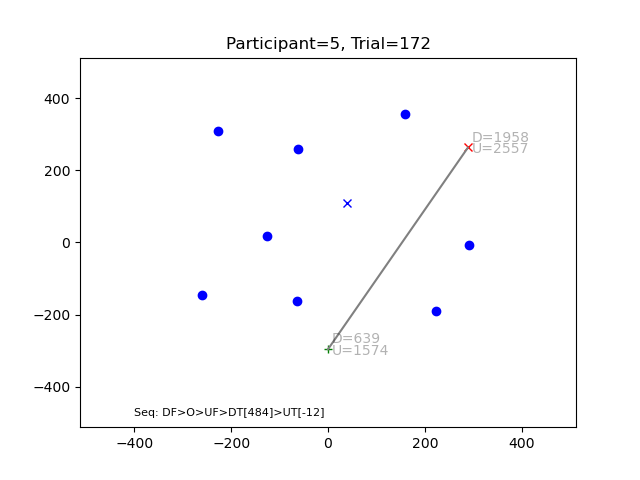 Participant=5, Trial=172
400
200
0
−200
−400
D=1958
U=2557
D=639
U=1574
Seq: DF>O>UF>DT[484]>UT[-12]
−400 −200 0 200 400